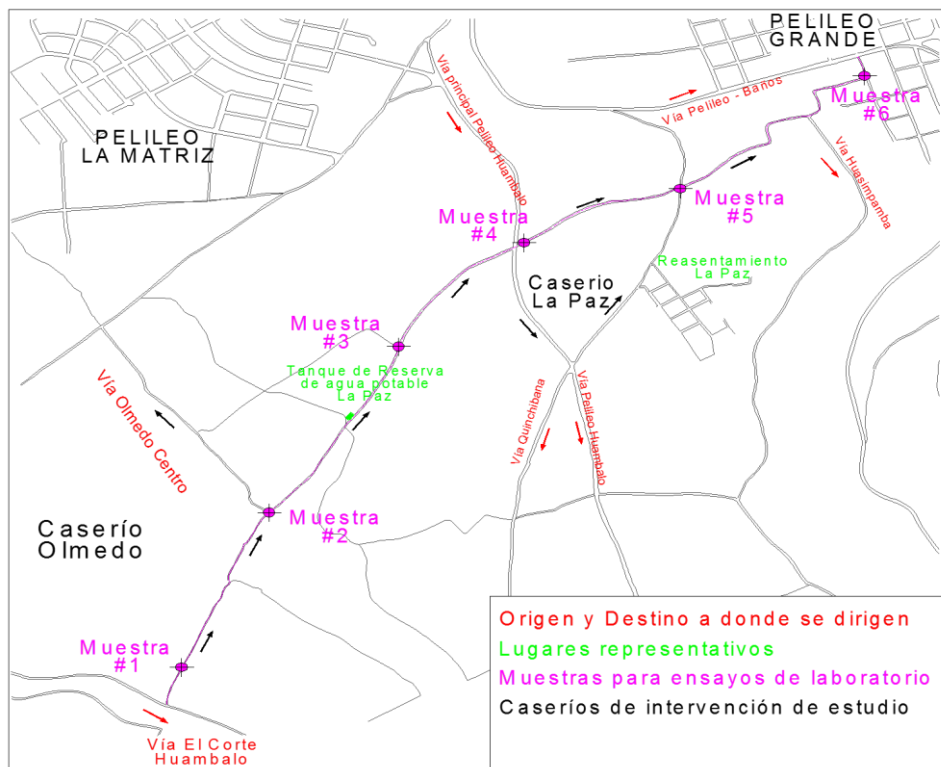 PELILEO
GRANDE
Vía principal Pelileo Huambalo
Vía Pelileo - Baños
Muestra
#6
PELILEO
LA MATRIZ
Vía Huasimpamba
Muestra
#5
Muestra
#4
Reasentamiento
La Paz
Caserio
La Paz
Muestra
#3
Tanque de Reserva
de agua potable
La Paz
Vía Olmedo Centro
Vía Quinchibana
Vía Pelileo Huambalo
Caserío
Olmedo
Muestra
#2
Muestra
#1
Vía El Corte
Huambalo
Origen y Destino a donde se dirigen
Lugares representativos
Muestras para ensayos de laboratorio
Caseríos de intervención de estudio